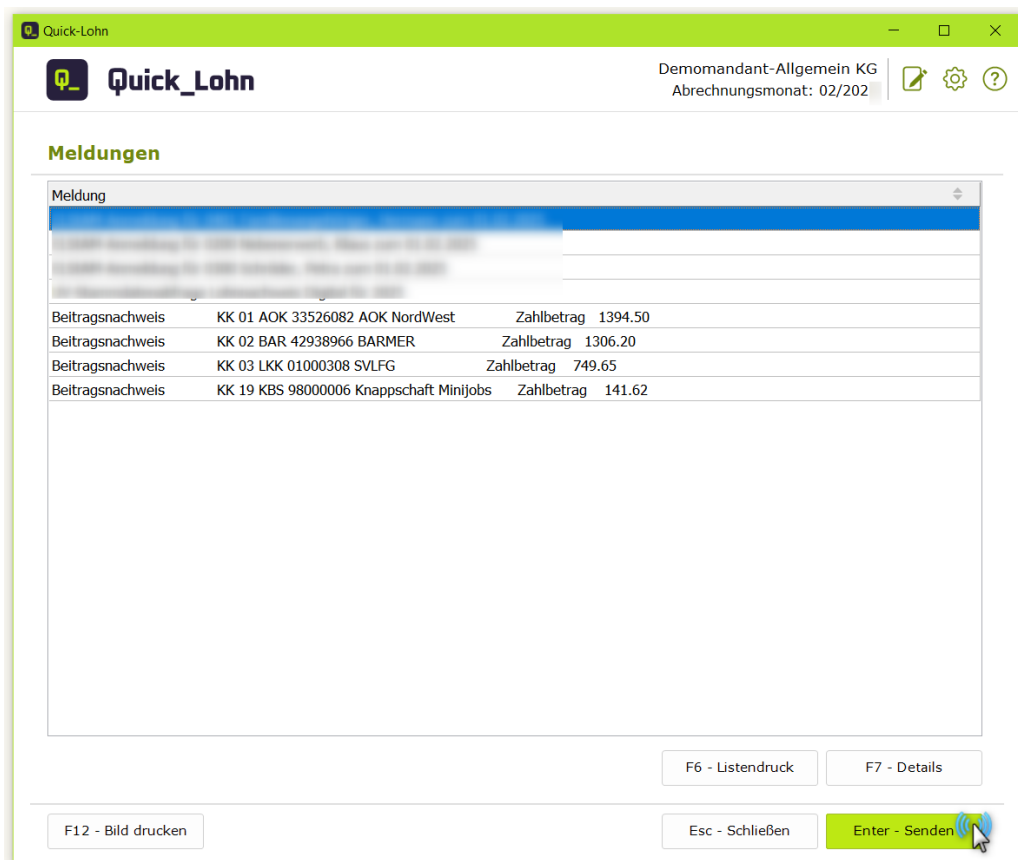 Quick-Lohn
Quick_Lohn
Demomandant-Allgemein KG
Abrechnungsmonat: 02/202
Meldungen
Meldung
Beitragsnachweis KK 01 AOK 33526082 AOK NordWest Zahlbetrag 1394.50
Beitragsnachweis KK 02 BAR 42938966 BARMER Zahlbetrag 1306.20
Beitragsnachweis KK 03 LKK 01000308 SVLFG Zahlbetrag 749.65
Beitragsnachweis KK 19 KBS 98000006 Knappschaft Minijobs Zahlbetrag 141.62
F6 - Listendruck F7 - Details
F12 - Bild drucken Esc - Schließen Enter - Senden